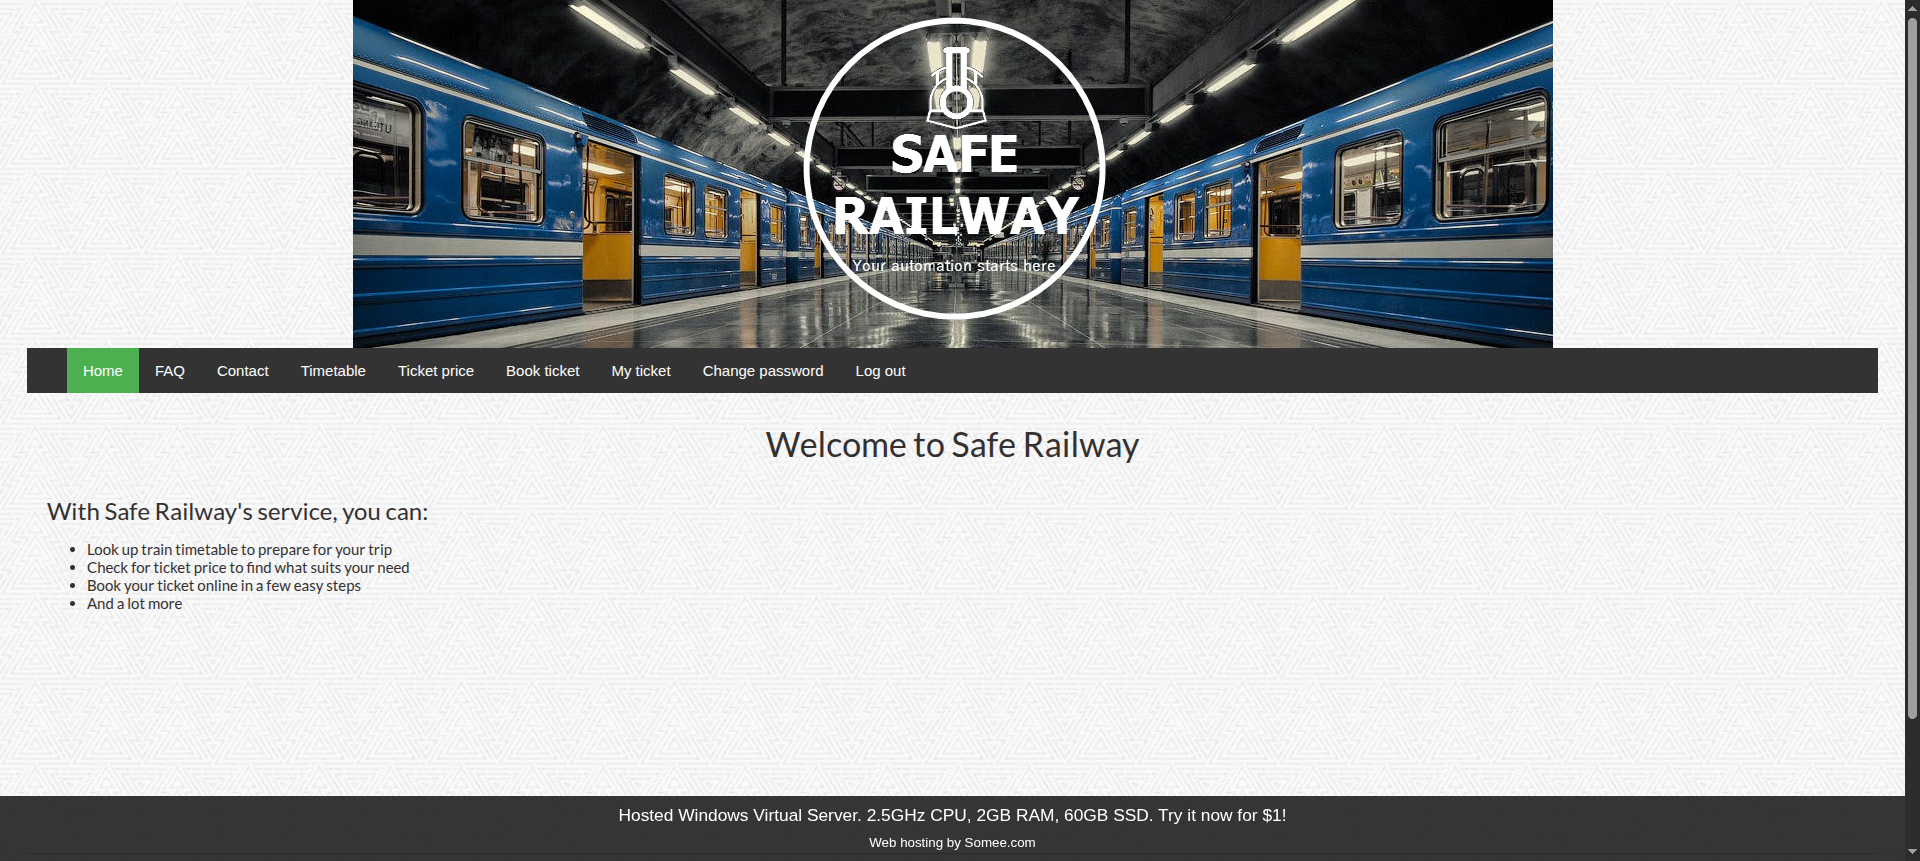 SAFE
RAILWAY
Your automation starts here
Home FAQ Contact Timetable Ticket price Book ticket My ticket Change password Log out
Welcome to Safe Railway
With Safe Railway's service, you can:
• Look up train timetable to prepare for your trip
• Check for ticket price to find what suits your need
• Book your ticket online in a few easy steps
• And a lot more
Hosted Windows Virtual Server. 2.5GHz CPU, 2GB RAM, 60GB SSD. Try it now for $1!
Web hosting by Somee.com